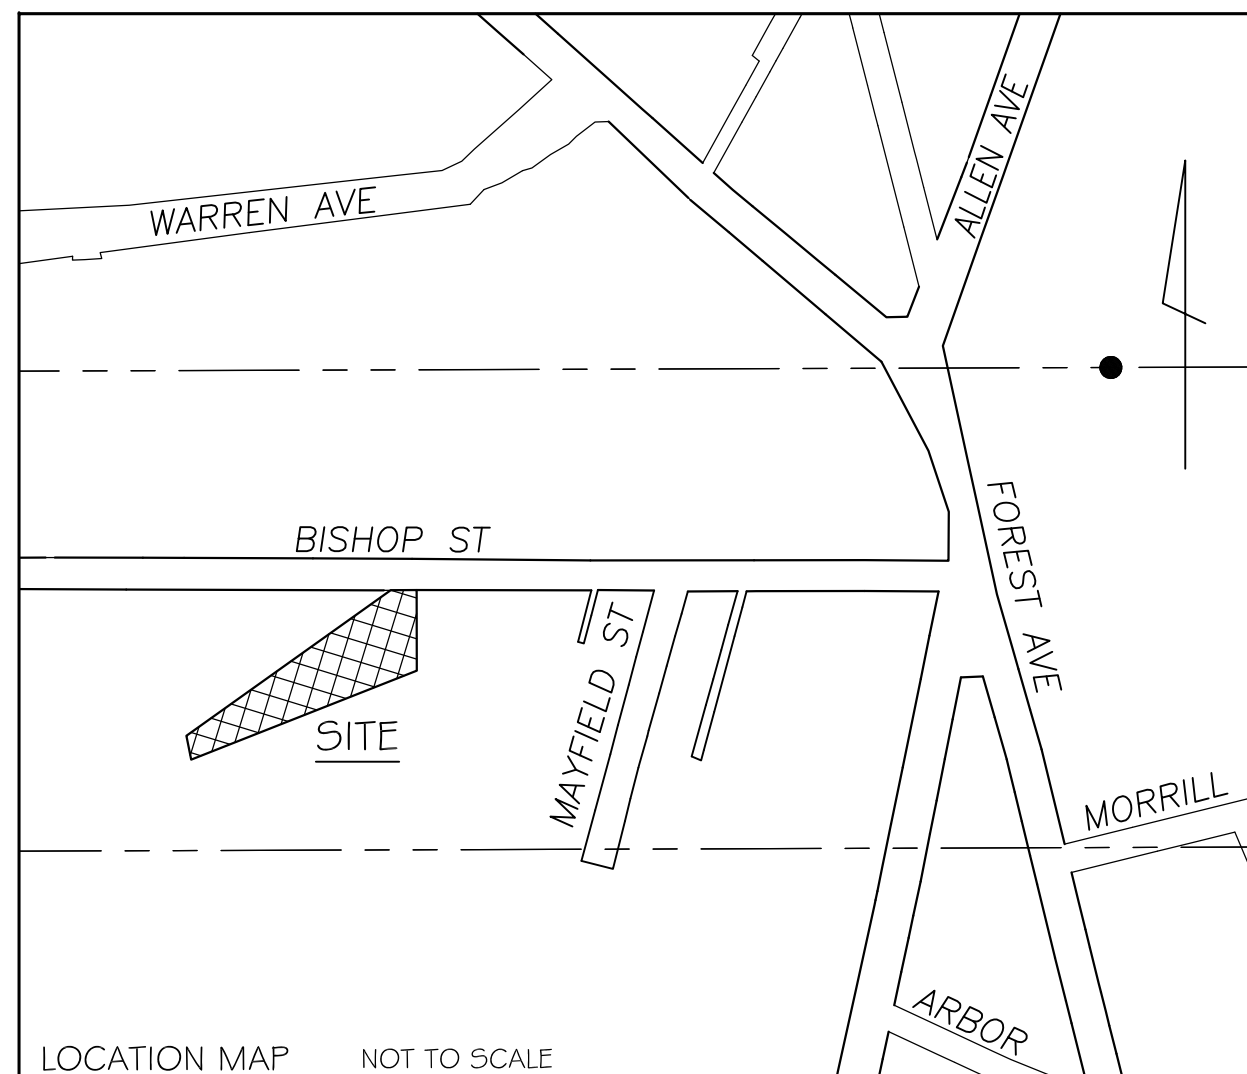 ALLEN AVE
WARREN AVE
BISHOP ST
FOREST AVE
MAYFIELD ST
SITE
MORRILL
ARBOR
LOCATION MAP NOT TO SCALE